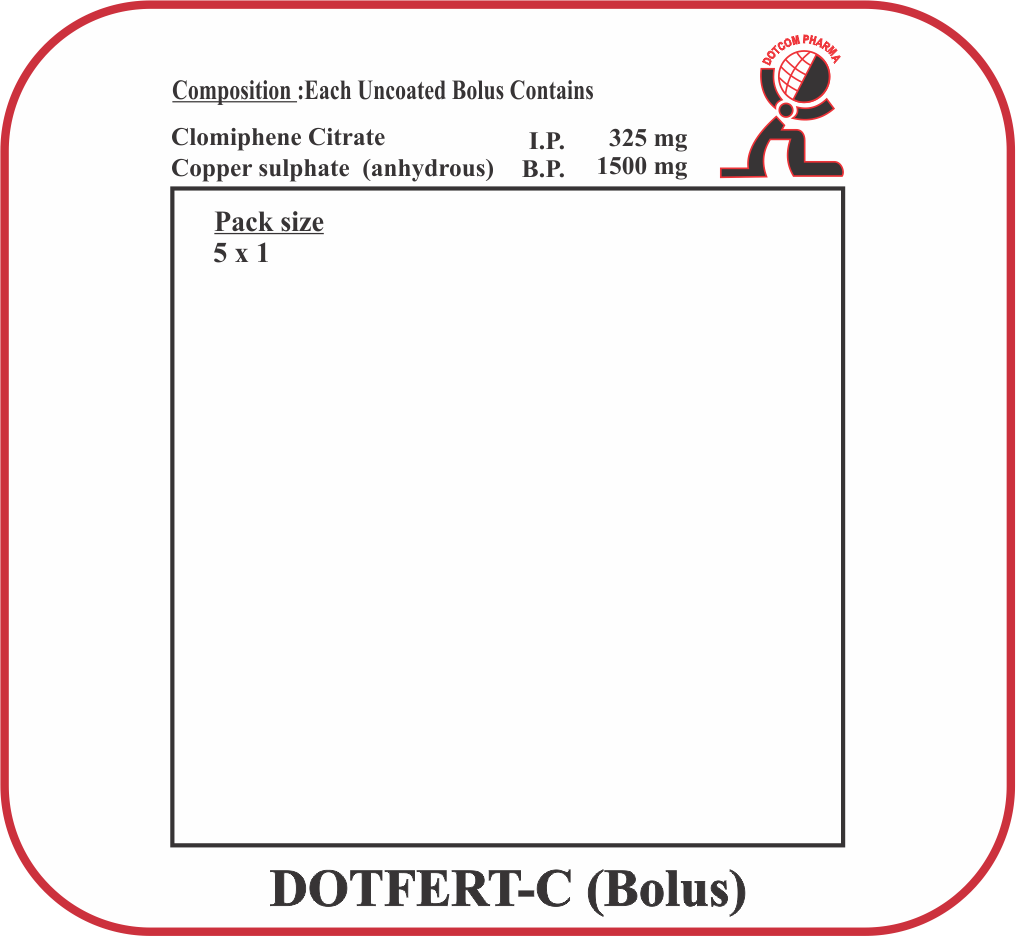 DOTCOM PHARMA
Composition :Each Uncoated Bolus Contains
Clomiphene Citrate I.P. 325 mg
Copper sulphate (anhydrous) B.P. 1500 mg
Pack size
5 x 1
DOTFERT-C (Bolus)